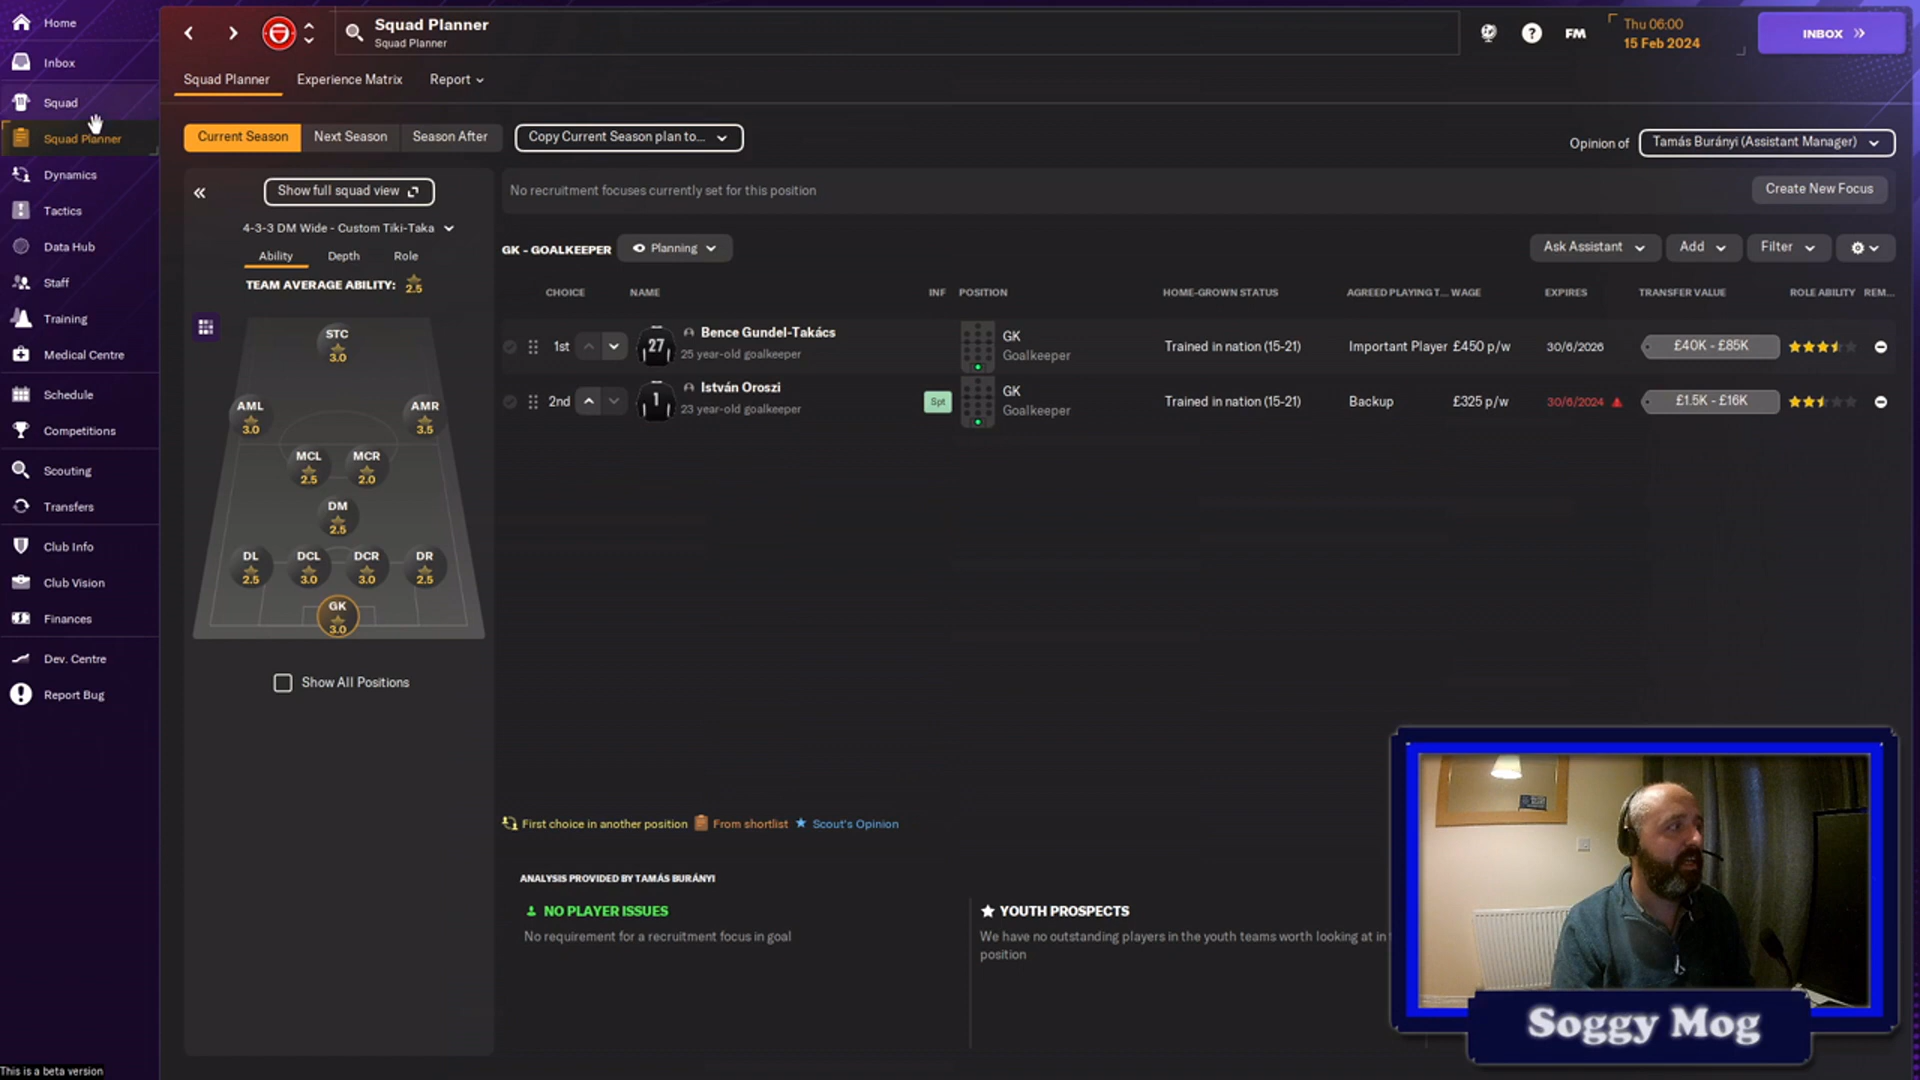 Home
Inbox
Squad
Squad Planner
Dynamics
Tactics
Data Hub
Staff
Training
Medical Centre
Schedule
Competitions
Scouting
Transfers
Club Info
Club Vision
Finances
Dev. Centre
Report Bug
This is a beta version
Squad Planner
Squad Planner
FM
Thu 06:00
15 Feb 2024
INBOX
Squad Planner
Experience Matrix
Report
Current Season
Next Season
Season After
Copy Current Season plan to...
Opinion of
Tamás Burányi (Assistant Manager)
Show full squad view
4-3-3 DM Wide - Custom Tiki-Taka
Ability
Depth
Role
TEAM AVERAGE ABILITY: 2.5
STC
3.0
AML
3.0
AMR
3.5
MCL
2.5
MCR
2.0
DM
2.5
DL
2.5
DCL
3.0
DCR
3.0
DR
2.5
GK
3.0
Show All Positions
No recruitment focuses currently set for this position
Create New Focus
GK - GOALKEEPER
Planning
Ask Assistant
Add
Filter
CHOICE NAME INF POSITION HOME-GROWN STATUS AGREED PLAYING T... WAGE EXPIRES TRANSFER VALUE ROLE ABILITY REM...
1st 27 Bence Gundel-Takács
25 year-old goalkeeper
GK
Goalkeeper
Trained in nation (15-21) Important Player £450 p/w 30/6/2026 £40K - £85K
2nd 1 István Oroszi
23 year-old goalkeeper
Spt
GK
Goalkeeper
Trained in nation (15-21) Backup £325 p/w 30/6/2024 £1.5K - £16K
First choice in another position From shortlist Scout's Opinion
ANALYSIS PROVIDED BY TAMÁS BURÁNYI
NO PLAYER ISSUES
No requirement for a recruitment focus in goal
YOUTH PROSPECTS
We have no outstanding players in the youth teams worth looking at in
position
Soggy Mog